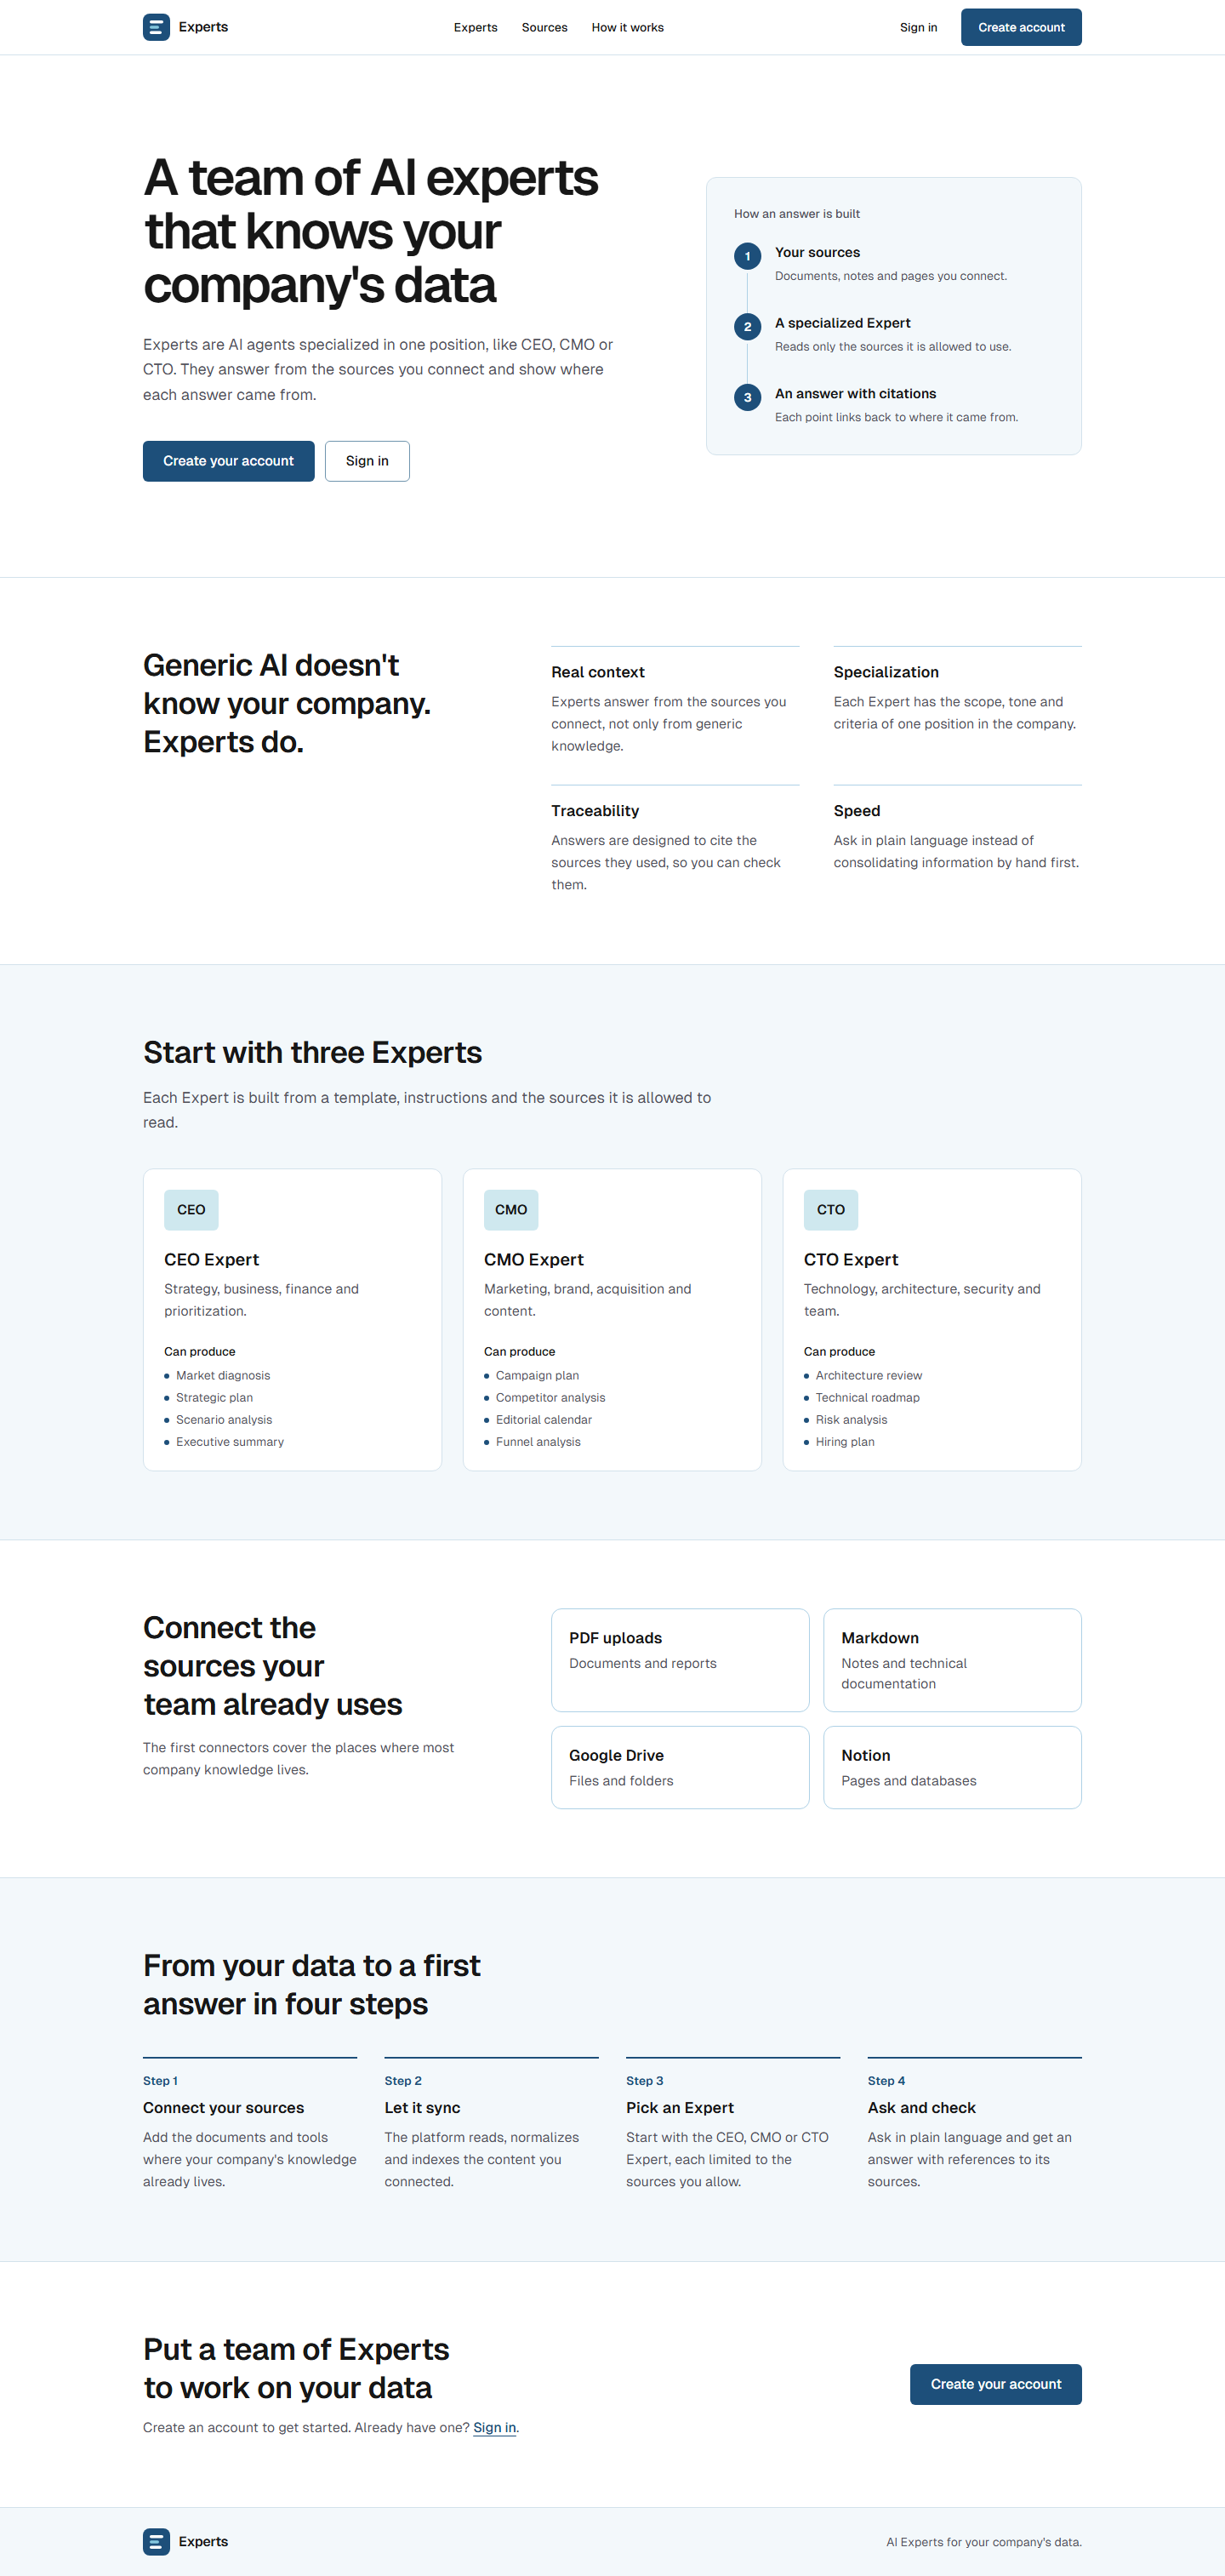 Experts
Experts
Sources
How it works
Sign in
Create account
A team of AI experts
that knows your
company's data
Experts are AI agents specialized in one position, like CEO, CMO or
CTO. They answer from the sources you connect and show where
each answer came from.
Create your account
Sign in
How an answer is built
1
Your sources
Documents, notes and pages you connect.
2
A specialized Expert
Reads only the sources it is allowed to use.
3
An answer with citations
Each point links back to where it came from.
Generic AI doesn't
know your company.
Experts do.
Real context
Experts answer from the sources you
connect, not only from generic
knowledge.
Specialization
Each Expert has the scope, tone and
criteria of one position in the company.
Traceability
Answers are designed to cite the
sources they used, so you can check
them.
Speed
Ask in plain language instead of
consolidating information by hand first.
Start with three Experts
Each Expert is built from a template, instructions and the sources it is allowed to
read.
CEO
CEO Expert
Strategy, business, finance and
prioritization.
Can produce
Market diagnosis
Strategic plan
Scenario analysis
Executive summary
CMO
CMO Expert
Marketing, brand, acquisition and
content.
Can produce
Campaign plan
Competitor analysis
Editorial calendar
Funnel analysis
CTO
CTO Expert
Technology, architecture, security and
team.
Can produce
Architecture review
Technical roadmap
Risk analysis
Hiring plan
Connect the
sources your
team already uses
The first connectors cover the places where most
company knowledge lives.
PDF uploads
Documents and reports
Markdown
Notes and technical
documentation
Google Drive
Files and folders
Notion
Pages and databases
From your data to a first
answer in four steps
Step 1
Connect your sources
Add the documents and tools
where your company's knowledge
already lives.
Step 2
Let it sync
The platform reads, normalizes
and indexes the content you
connected.
Step 3
Pick an Expert
Start with the CEO, CMO or CTO
Expert, each limited to the
sources you allow.
Step 4
Ask and check
Ask in plain language and get an
answer with references to its
sources.
Put a team of Experts
to work on your data
Create an account to get started. Already have one? Sign in.
Create your account
Experts
AI Experts for your company's data.